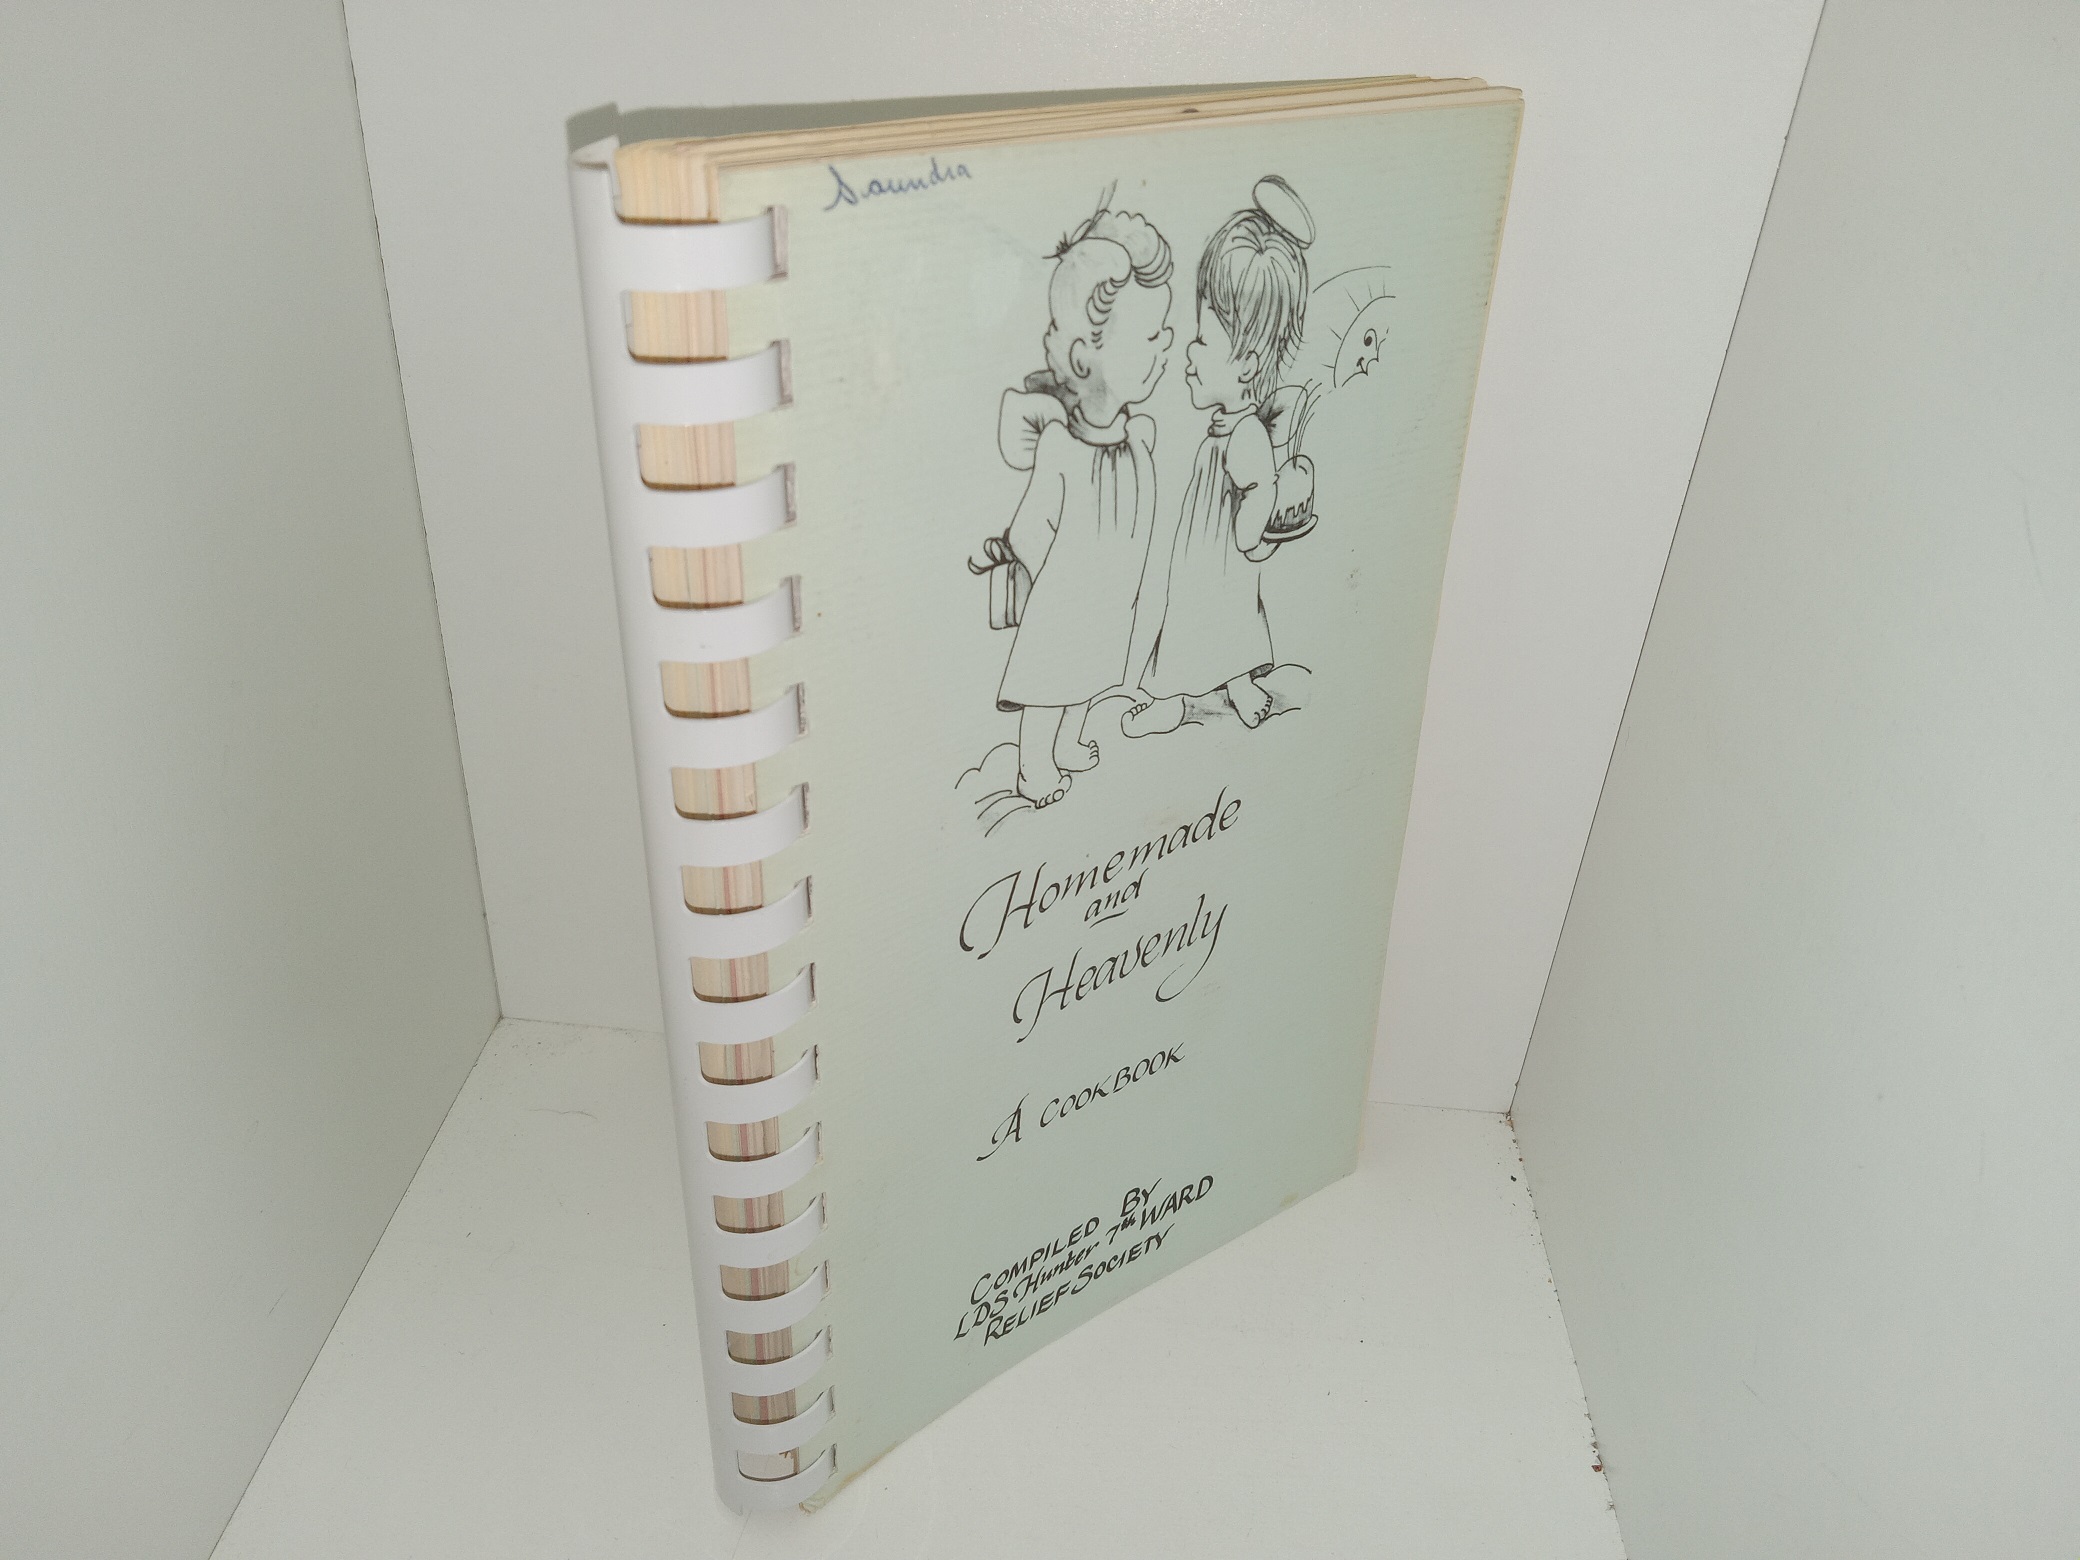 Saundra
Homemade
and
Heavenly
A COOKBOOK
COMPILED BY
LDS Hunter 7th WARD
RELIEF SOCIETY